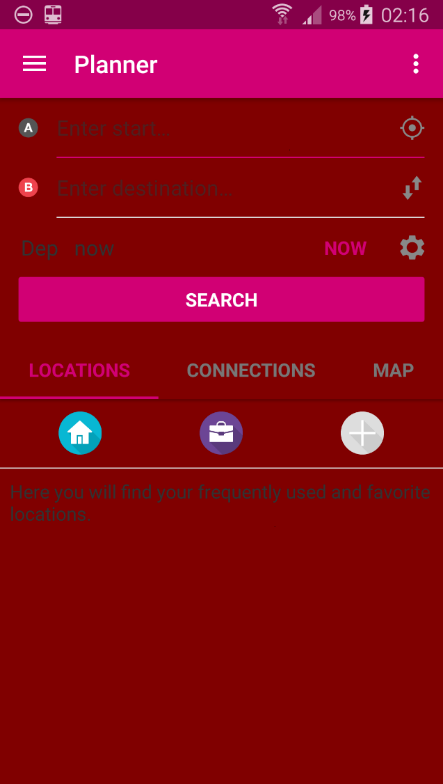 98% 02:16
Planner
A Enter start...
B Enter destination...
Dep now NOW
SEARCH
LOCATIONS CONNECTIONS MAP
Here you will find your frequently used and favorite
locations.